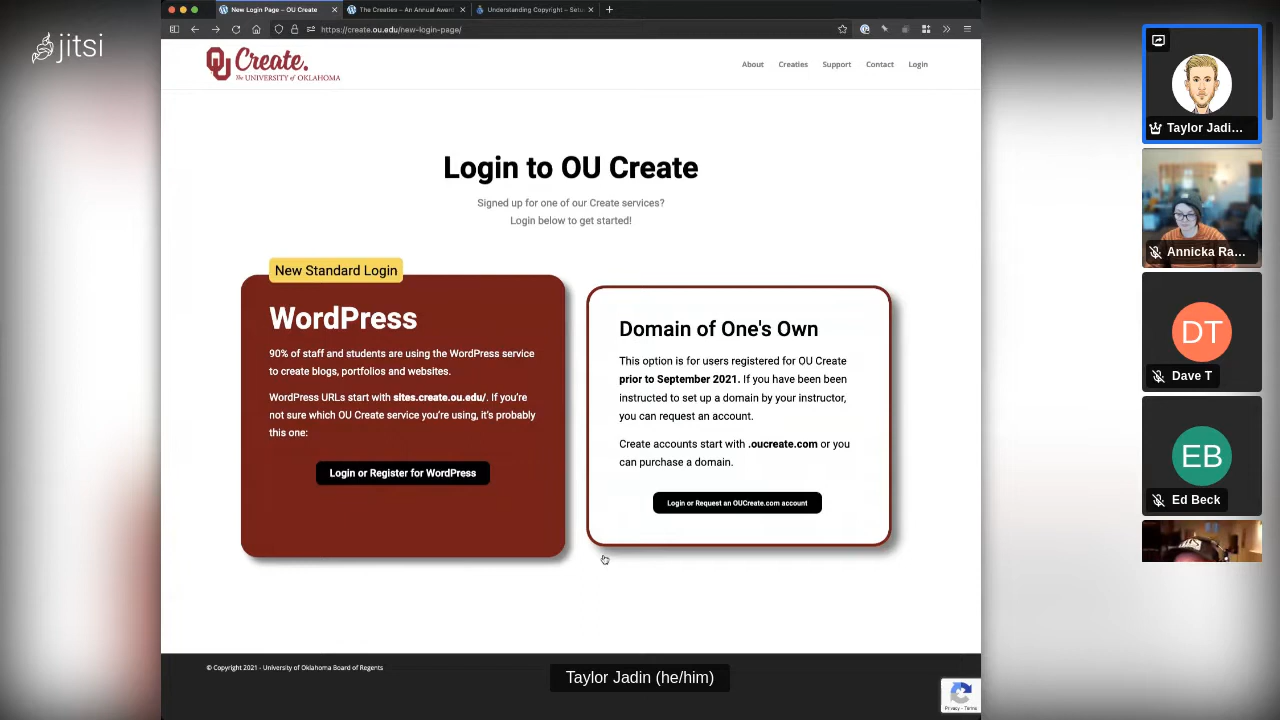 New Login Page – OU Create
The Creaties – An Annual Awar
Understanding Copyright – Setu
https://create.ou.edu/new-login-page/
jitsi
OU Create.
The UNIVERSITY of OKLAHOMA
About
Creaties
Support
Contact
Login
Login to OU Create
Signed up for one of our Create services?
Login below to get started!
New Standard Login
WordPress
90% of staff and students are using the WordPress service
to create blogs, portfolios and websites.
WordPress URLs start with sites.create.ou.edu/. If you're
not sure which OU Create service you're using, it's probably
this one:
Login or Register for WordPress
Domain of One's Own
This option is for users registered for OU Create
prior to September 2021. If you have been been
instructed to set up a domain by your instructor,
you can request an account.
Create accounts start with .oucreate.com or you
can purchase a domain.
Login or Request an OUCreate.com account
© Copyright 2021 - University of Oklahoma Board of Regents
Taylor Jadin (he/him)
Privacy - Terms
Taylor Jadi...
Annicka Ra...
DT
Dave T
EB
Ed Beck